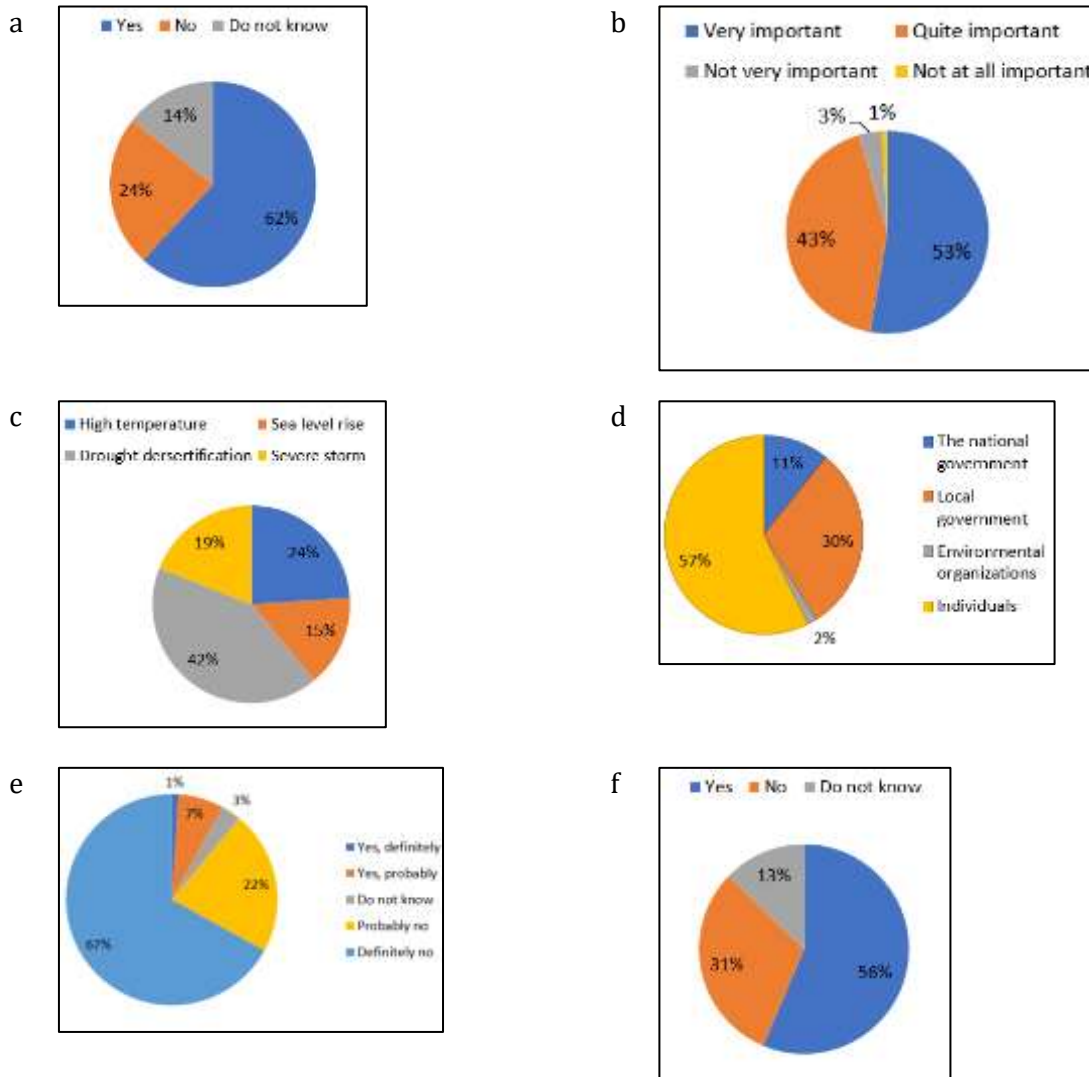 a
Yes No Do not know
14%
24%
62%
b
Very important Quite important
Not very important Not at all important
3% 1%
43%
53%
c
High temperature Sea level rise
Drought dersertification Severe storm
19%
24%
15%
42%
d
The national
government
Local
government
Environmental
organizations
Individuals
11%
30%
57%
2%
e
1%
7%
3%
22%
67%
Yes, definitely
Yes, probably
Do not know
Probably no
Definitely no
f
Yes No Do not know
13%
31%
56%